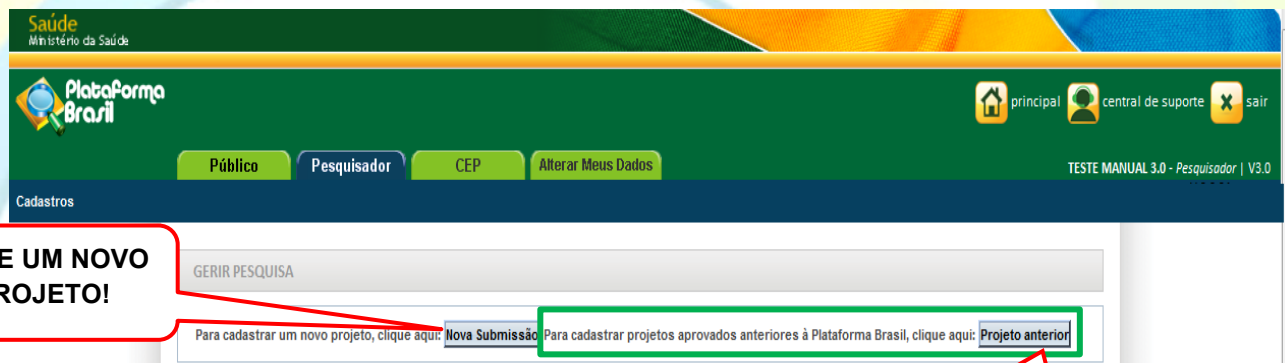 Saúde
Ministério da Saúde
Plataforma
Brasil
principal central de suporte x sair
Público Pesquisador CEP Alterar Meus Dados
TESTE MANUAL 3.0 - Pesquisador | V3.0
Cadastros
E UM NOVO
ROJETO!
GERIR PESQUISA
Para cadastrar um novo projeto, clique aqui: Nova Submissão Para cadastrar projetos aprovados anteriores à Plataforma Brasil, clique aqui: Projeto anterior